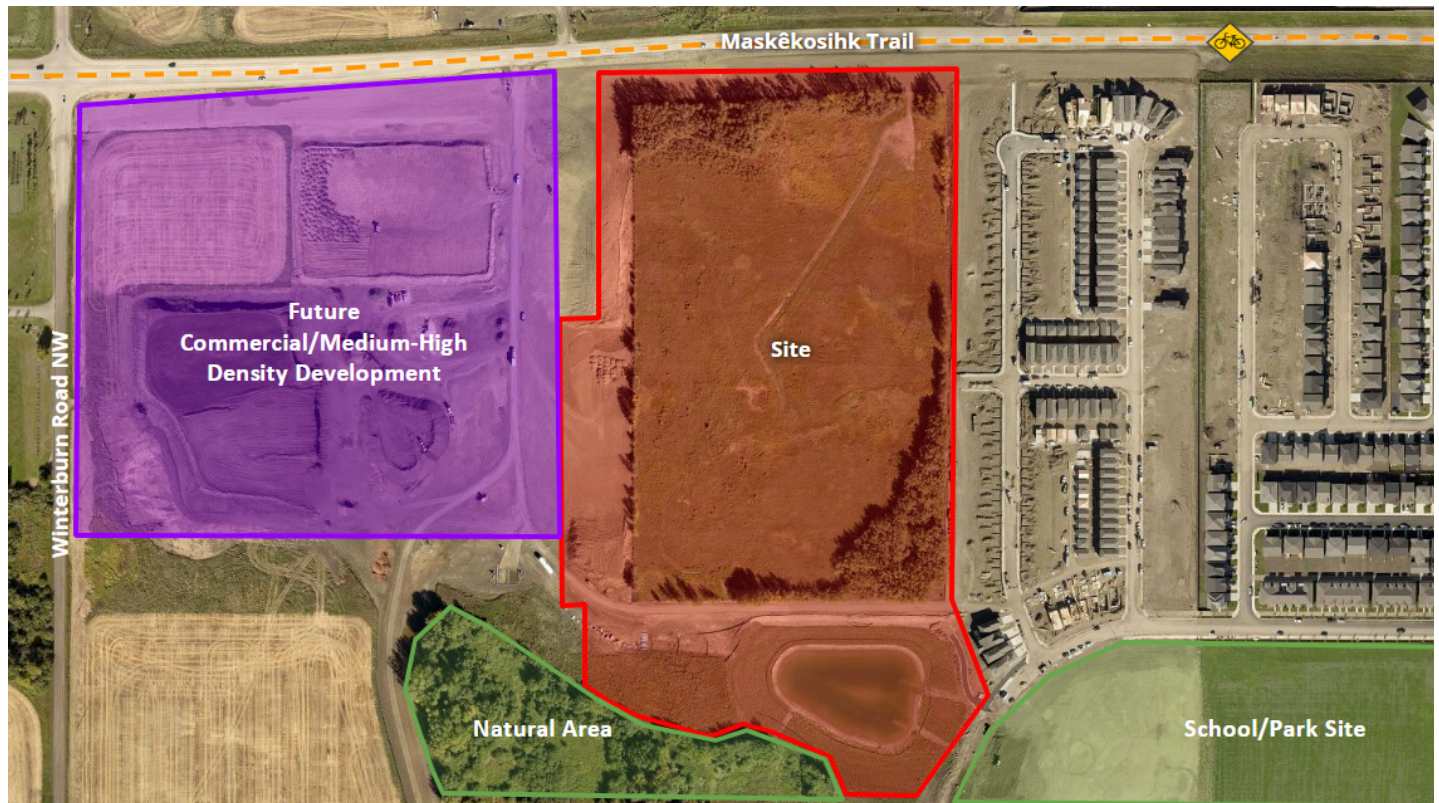 Maskêkosihk Trail
Future
Commercial/Medium-High
Density Development
Site
Winterburn Road NW
Natural Area
School/Park Site